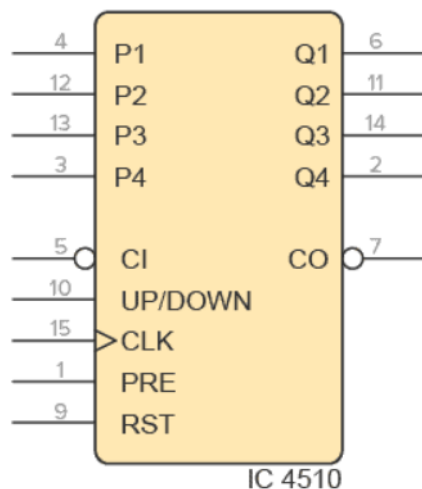 4 P1 Q1 6
12 P2 Q2 11
13 P3 Q3 14
3 P4 Q4 2
5 CI CO 7
10 UP/DOWN
15 CLK
1 PRE
9 RST
IC 4510